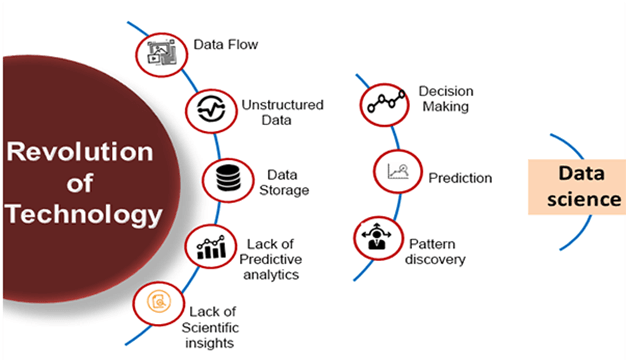 Revolution
of
Technology
Data Flow
Unstructured
Data
Data
Storage
Lack of
Predictive
analytics
Lack of
Scientific
insights
Decision
Making
Prediction
Pattern
discovery
Data
science